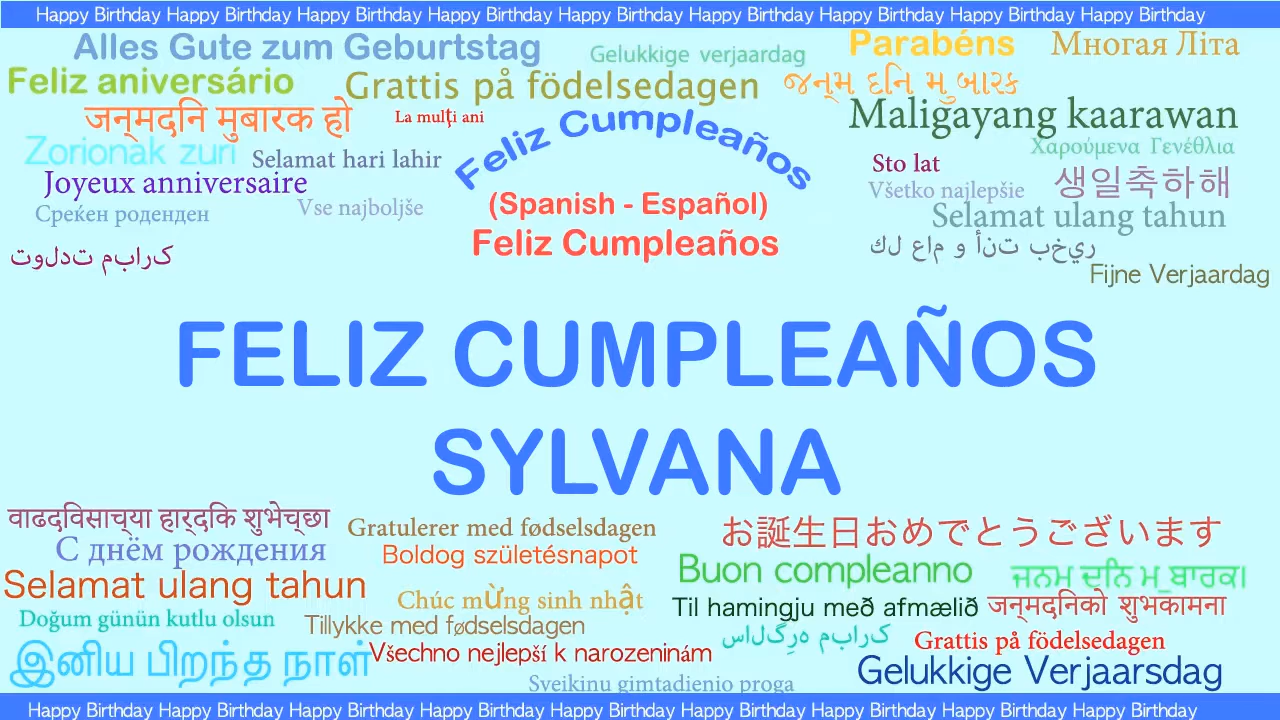 Happy Birthday Happy Birthday Happy Birthday Happy Birthday Happy Birthday Happy Birthday Happy Birthday Happy Birthday Happy Birthday
Alles Gute zum Geburtstag
Gelukkige verjaardag
Parabéns
Многая Літа
Feliz aniversário
Grattis på födelsedagen
જન્મ દિન મુબારક
जन्मदिन मुबारक हो
La mulţi ani
Feliz Cumpleaños
Maligayang kaarawan
Zorionak zuri
Selamat hari lahir
Sto lat
Χαρούμενα Γενέθλια
Joyeux anniversaire
(Spanish - Español)
Všetko najlepšie
생일축하해
Среќен роденден
Vse najboljše
Selamat ulang tahun
Feliz Cumpleaños
تولدت مبارک
كل عام و أنت بخير
Fijne Verjaardag
FELIZ CUMPLEAÑOS
SYLVANA
वाढदिवसाच्या हार्दिक शुभेच्छा
Gratulerer med fødselsdagen
お誕生日おめでとうございます
С днём рождения
Boldog születésnapot
Selamat ulang tahun
Buon compleanno
ਜਨਮ ਦਿਨ ਮੁਬਾਰਕ।
Chúc mừng sinh nhật
Til hamingju með afmælið
जन्मदिनको शुभकामना
Doğum günün kutlu olsun
Tillykke med fødselsdagen
سالگِرہ مبارک
Grattis på födelsedagen
இனிய பிறந்த நாள்
Všechno nejlepší k narozeninám
Gelukkige Verjaarsdag
Sveikinu gimtadienio proga
Happy Birthday Happy Birthday Happy Birthday Happy Birthday Happy Birthday Happy Birthday Happy Birthday Happy Birthday Happy Birthday